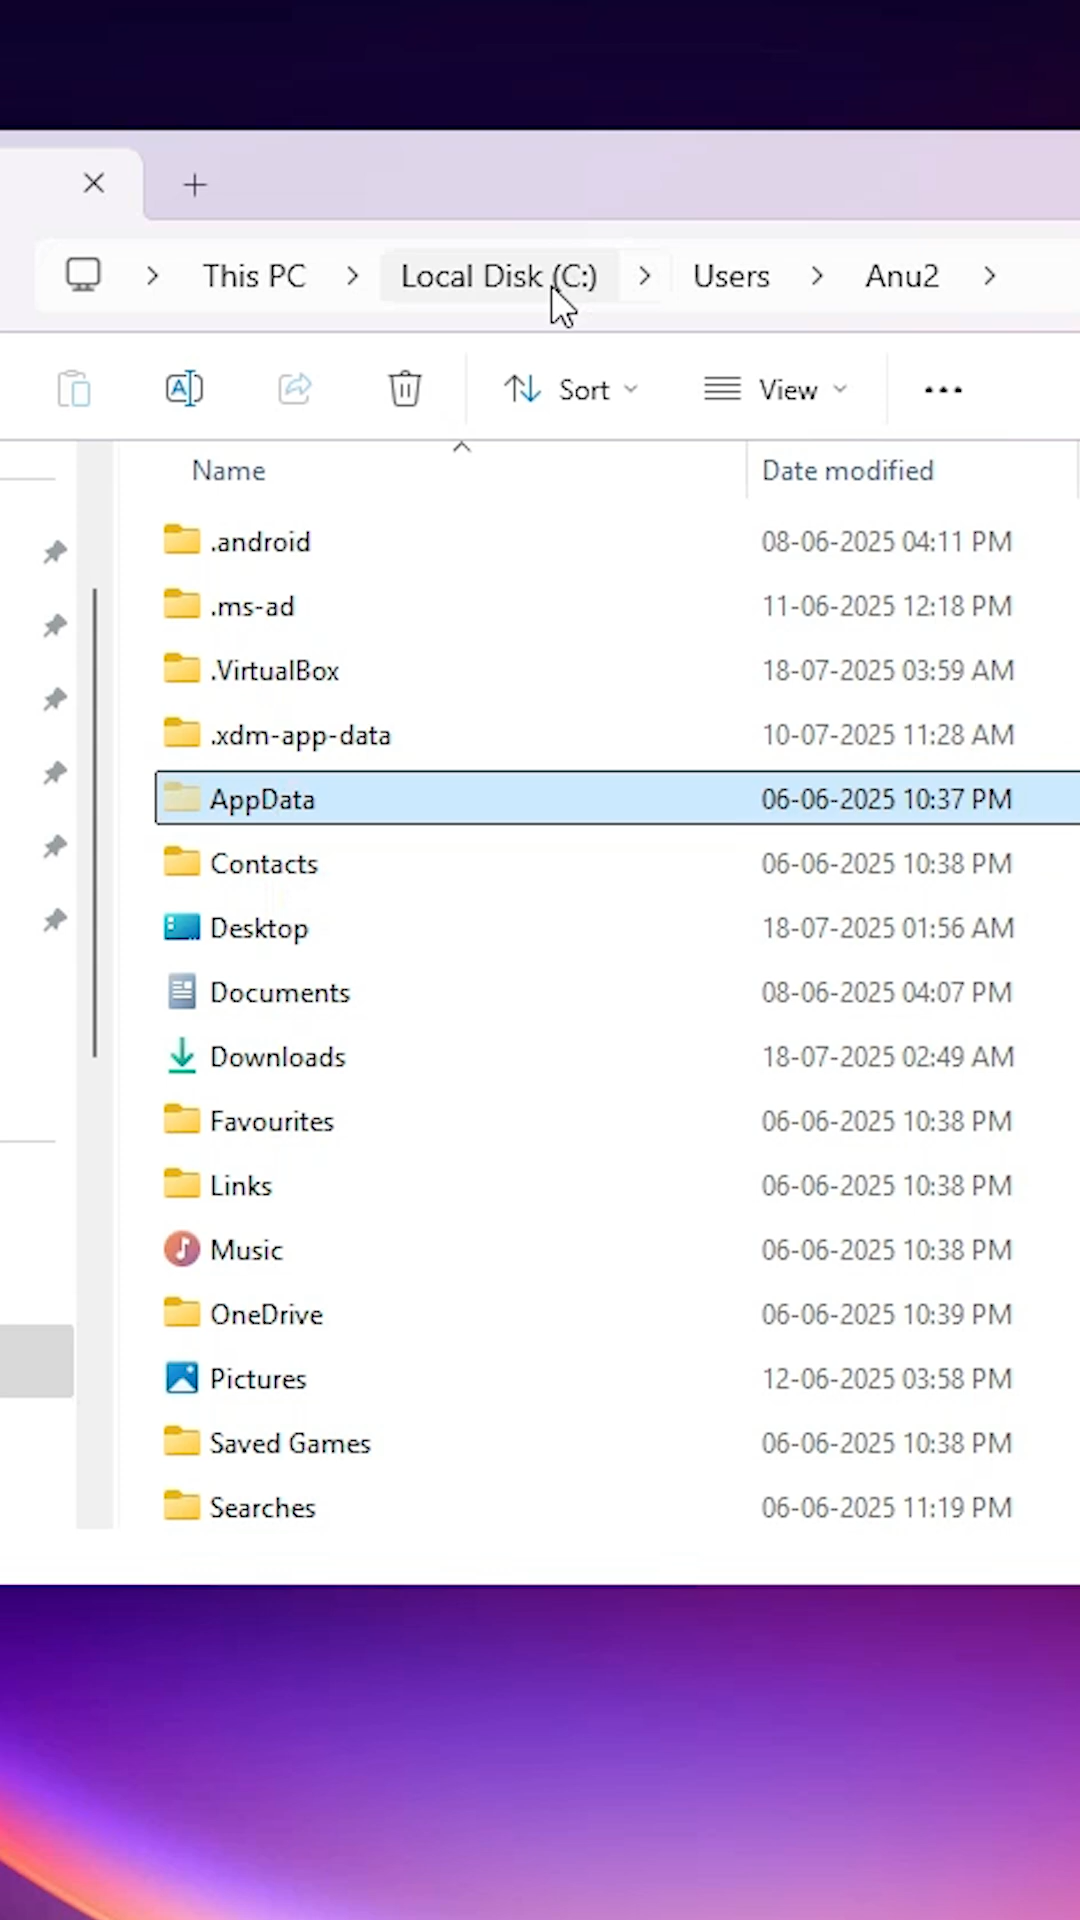 This PC > Local Disk (C:) > Users > Anu2 >
Sort View
Name Date modified
.android 08-06-2025 04:11 PM
.ms-ad 11-06-2025 12:18 PM
.VirtualBox 18-07-2025 03:59 AM
.xdm-app-data 10-07-2025 11:28 AM
AppData 06-06-2025 10:37 PM
Contacts 06-06-2025 10:38 PM
Desktop 18-07-2025 01:56 AM
Documents 08-06-2025 04:07 PM
Downloads 18-07-2025 02:49 AM
Favourites 06-06-2025 10:38 PM
Links 06-06-2025 10:38 PM
Music 06-06-2025 10:38 PM
OneDrive 06-06-2025 10:39 PM
Pictures 12-06-2025 03:58 PM
Saved Games 06-06-2025 10:38 PM
Searches 06-06-2025 11:19 PM